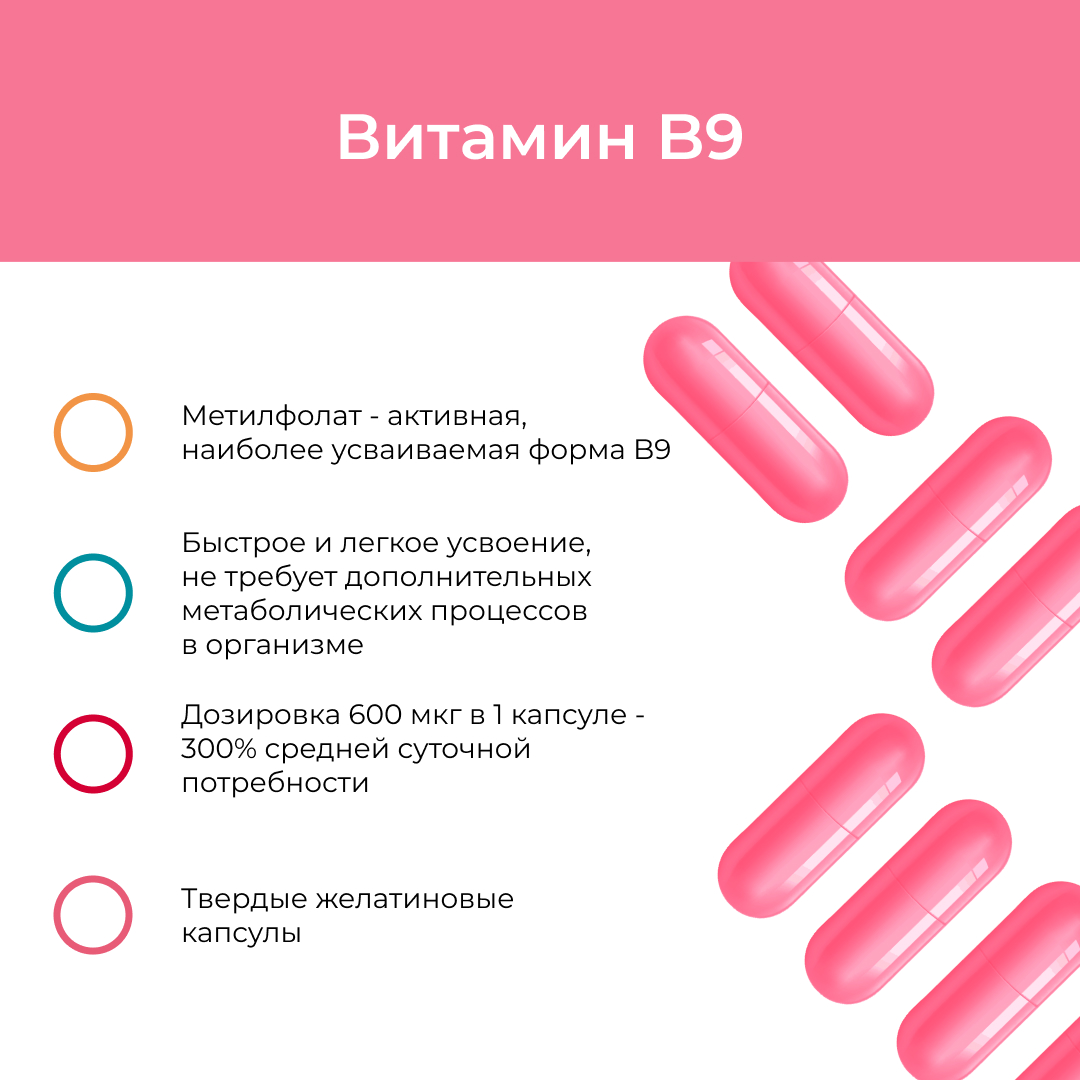 Витамин В9
Метилфолат - активная,
наиболее усваиваемая форма В9
Быстрое и легкое усвоение,
не требует дополнительных
метаболических процессов
в организме
Дозировка 600 мкг в 1 капсуле -
300% средней суточной
потребности
Твердые желатиновые
капсулы